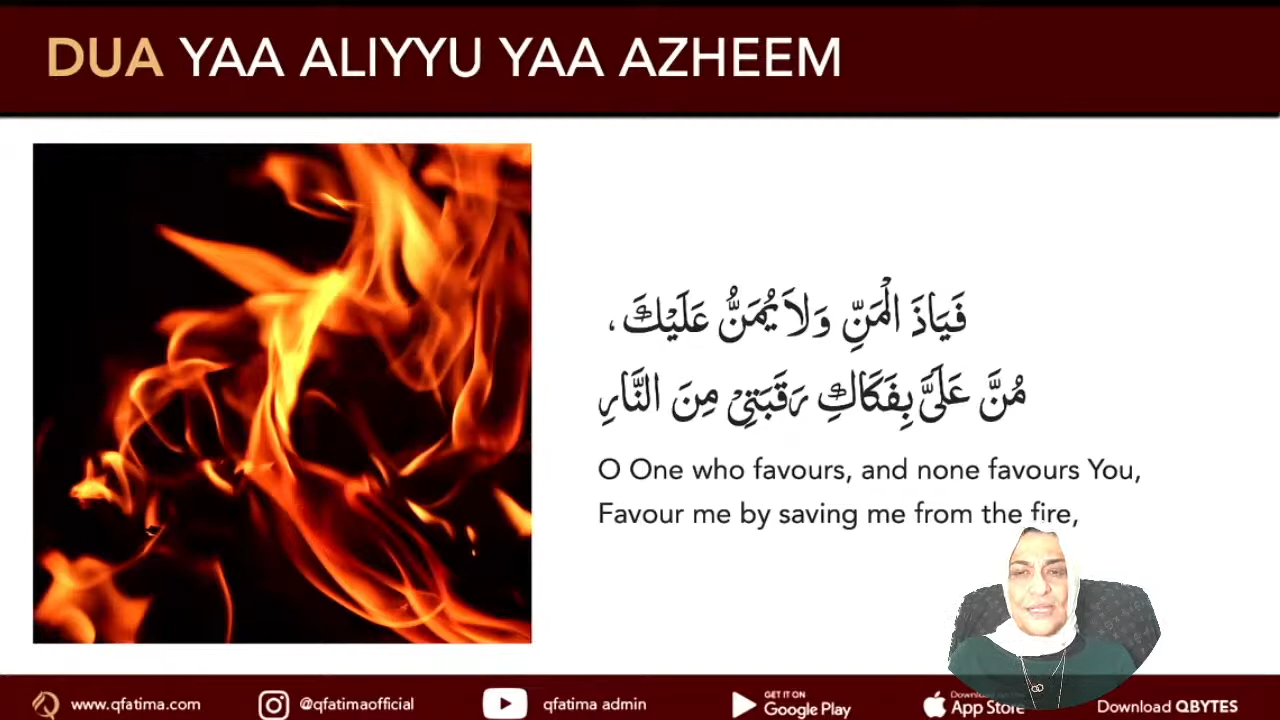 DUA YAA ALIYYU YAA AZHEEM
فَيَاذَ الْمَنِّ وَلَا يُمَنُّ عَلَيْكَ،
مُنَّ عَلَيَّ بِفَكَاكِ رَقَبَتِيْ مِنَ النَّارِ
O One who favours, and none favours You,
Favour me by saving me from the fire,
www.qfatima.com
@qfatimaofficial
qfatima admin
GET IT ON
Google Play
App Store
Download QBYTES